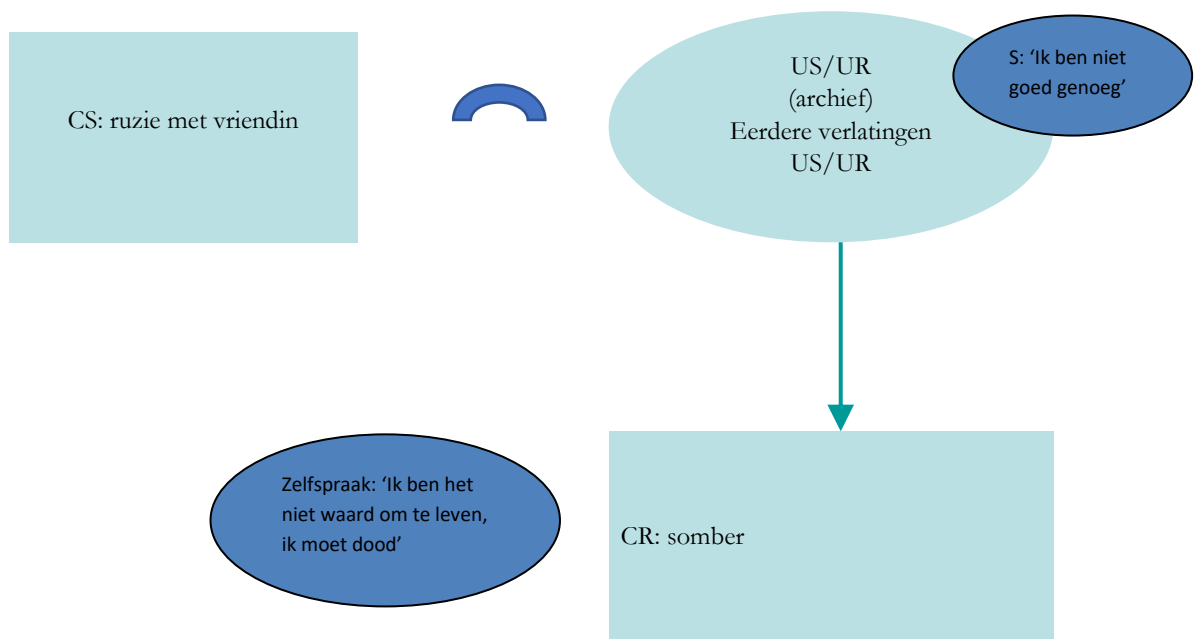 CS: ruzie met vriendin
US/UR
(archief)
Eerdere verlatingen
US/UR
S: ‘Ik ben niet
goed genoeg’
Zelfspraak: ‘Ik ben het
niet waard om te leven,
ik moet dood’
CR: somber